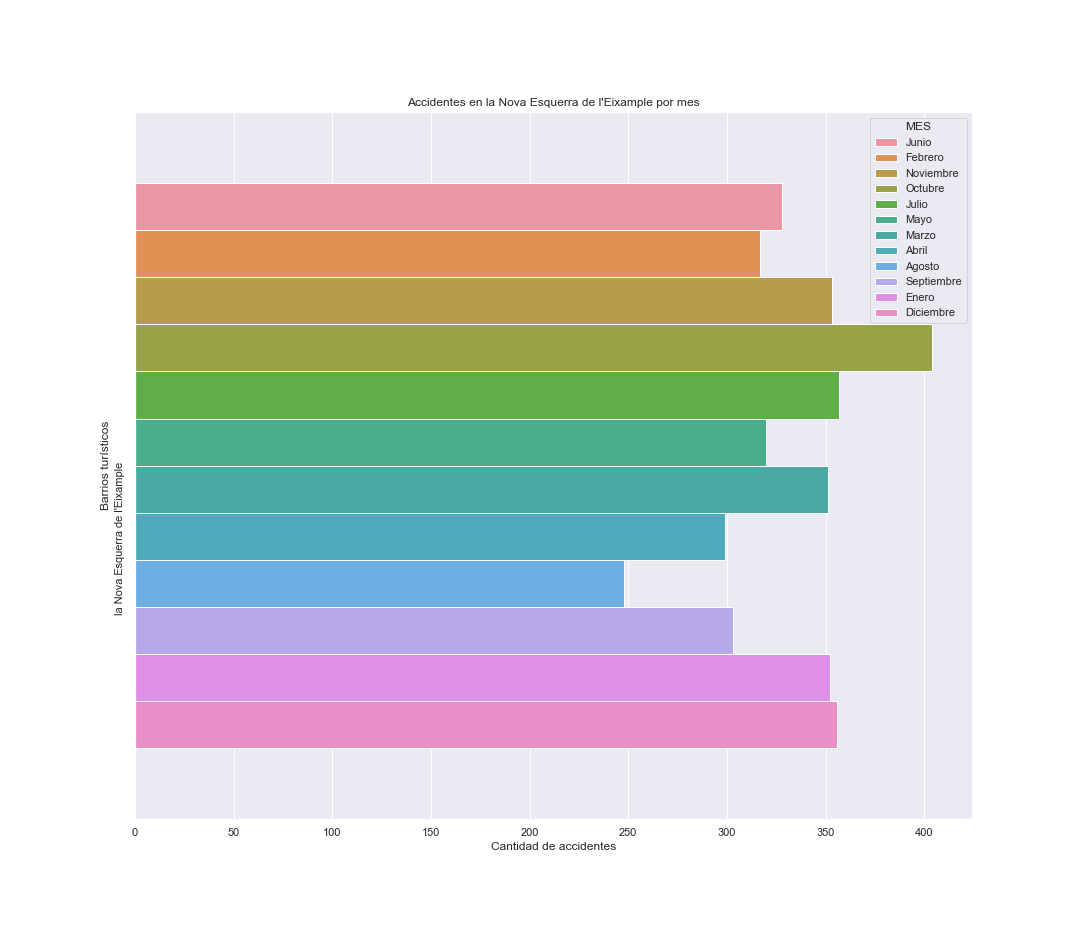 Accidentes en la Nova Esquerra de l'Eixample por mes
MES
Junio
Febrero
Noviembre
Octubre
Julio
Mayo
Marzo
Abril
Agosto
Septiembre
Enero
Diciembre
Barrios turísticos
la Nova Esquerra de l'Eixample
0 50 100 150 200 250 300 350 400
Cantidad de accidentes